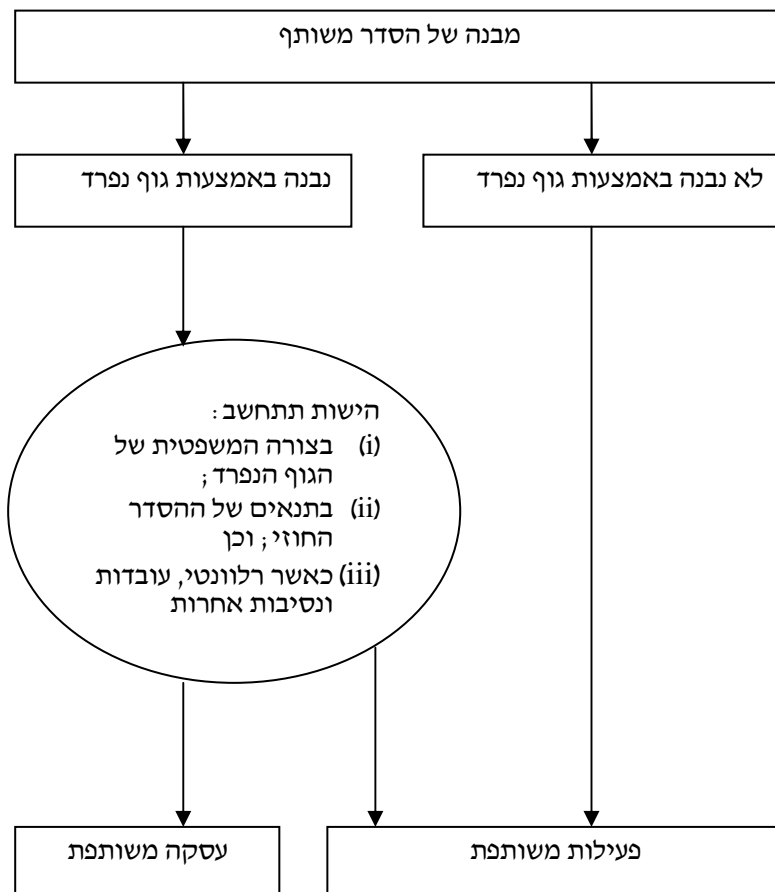 מבנה של הסדר משותף
נבנה באמצעות גוף נפרד
לא נבנה באמצעות גוף נפרד
הישות תתחשב:
(i) בצורה המשפטית של
הגוף הנפרד;
(ii) בתנאים של ההסדר
החוזי; וכן
(iii) כאשר רלוונטי, עובדות
ונסיבות אחרות
עסקה משותפת
פעילות משותפת